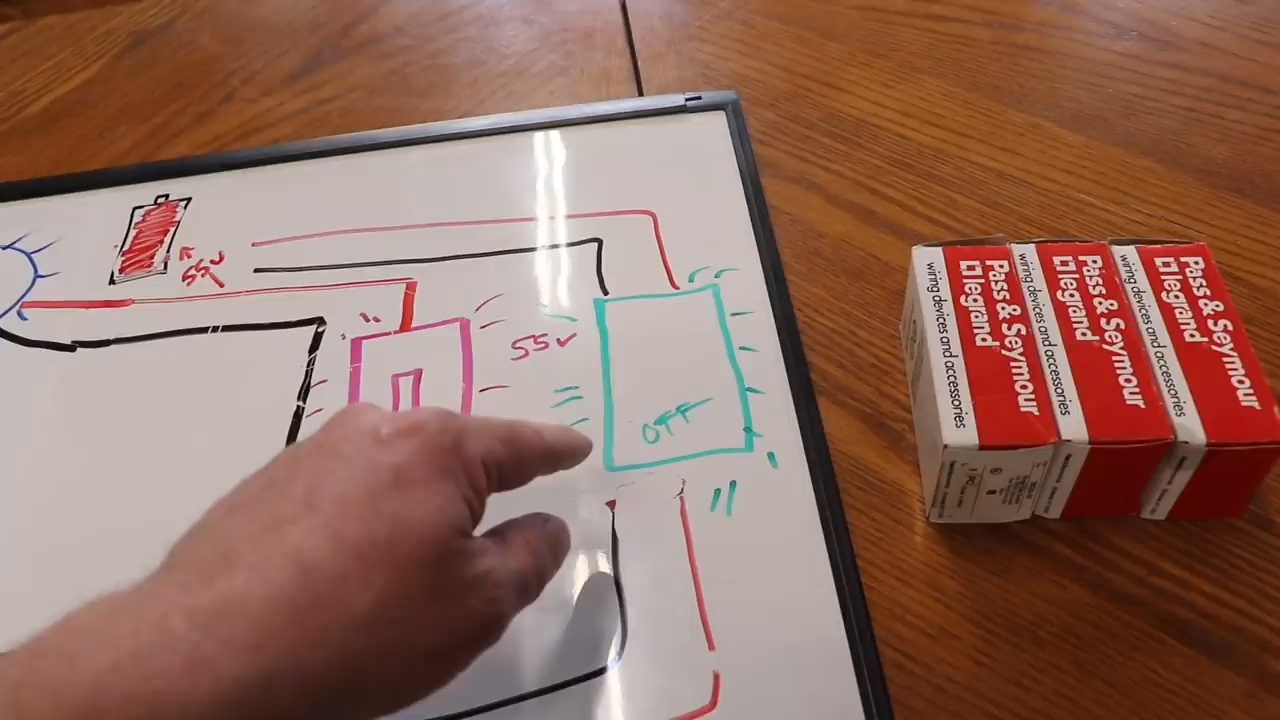 55v
55v
OFF
Pass & Seymour
legrand
wiring devices and accessories
Pass & Seymour
legrand
wiring devices and accessories
Pass & Seymour
legrand
wiring devices and accessories